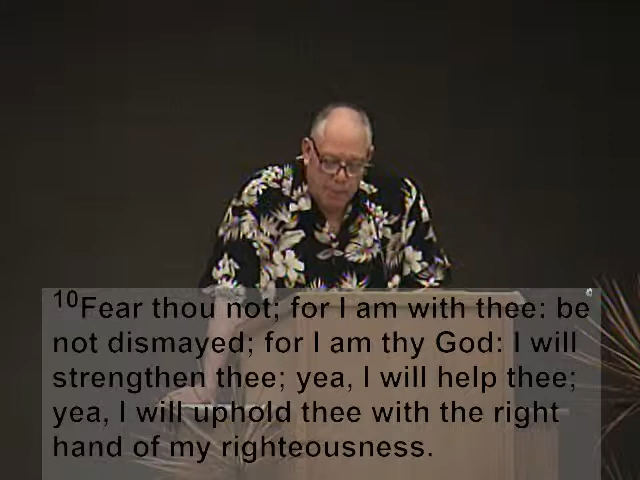 ¹⁰Fear thou not; for I am with thee: be
not dismayed; for I am thy God: I will
strengthen thee; yea, I will help thee;
yea, I will uphold thee with the right
hand of my righteousness.